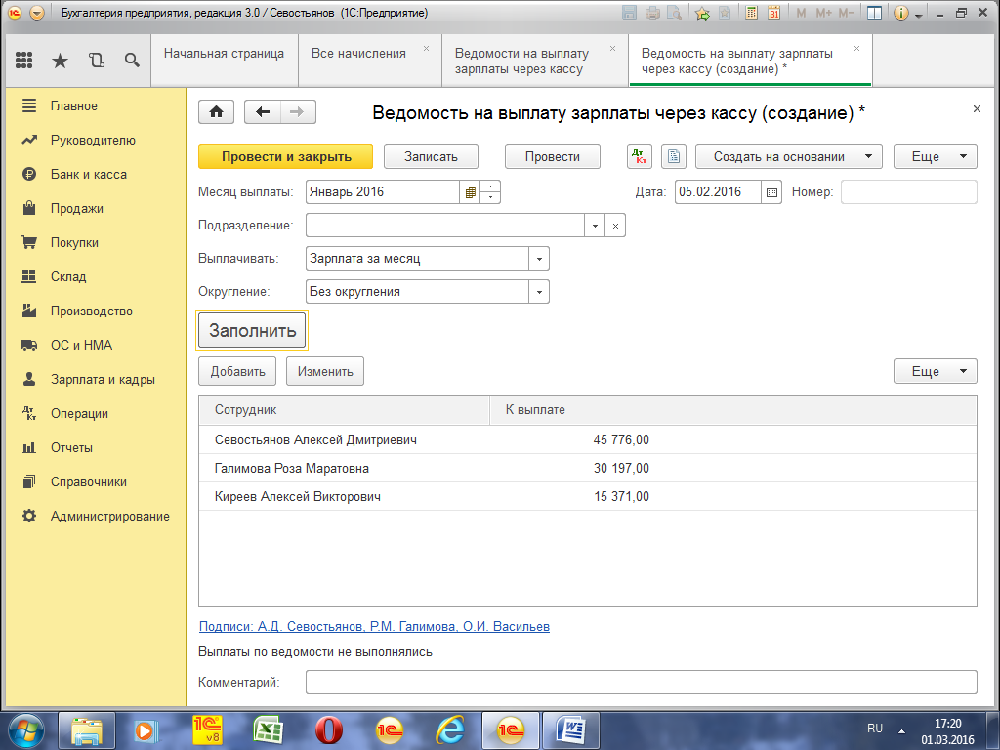 Бухгалтерия предприятия, редакция 3.0 / Севостьянов (1С:Предприятие)
M M+ M-
Начальная страница
Все начисления
Ведомости на выплату
зарплаты через кассу
Ведомость на выплату зарплаты
через кассу (создание) *
Главное
Руководителю
Банк и касса
Продажи
Покупки
Склад
Производство
ОС и НМА
Зарплата и кадры
Операции
Отчеты
Справочники
Администрирование
Ведомость на выплату зарплаты через кассу (создание) *
Провести и закрыть
Записать
Провести
Дт Кт
Создать на основании
Еще
Месяц выплаты: Январь 2016
Дата: 05.02.2016
Номер:
Подразделение:
Выплачивать: Зарплата за месяц
Округление: Без округления
Заполнить
Добавить
Изменить
Еще
Сотрудник К выплате
Севостьянов Алексей Дмитриевич 45 776,00
Галимова Роза Маратовна 30 197,00
Киреев Алексей Викторович 15 371,00
Подписи: А.Д. Севостьянов, Р.М. Галимова, О.И. Васильев
Выплаты по ведомости не выполнялись
Комментарий:
RU
17:20
01.03.2016